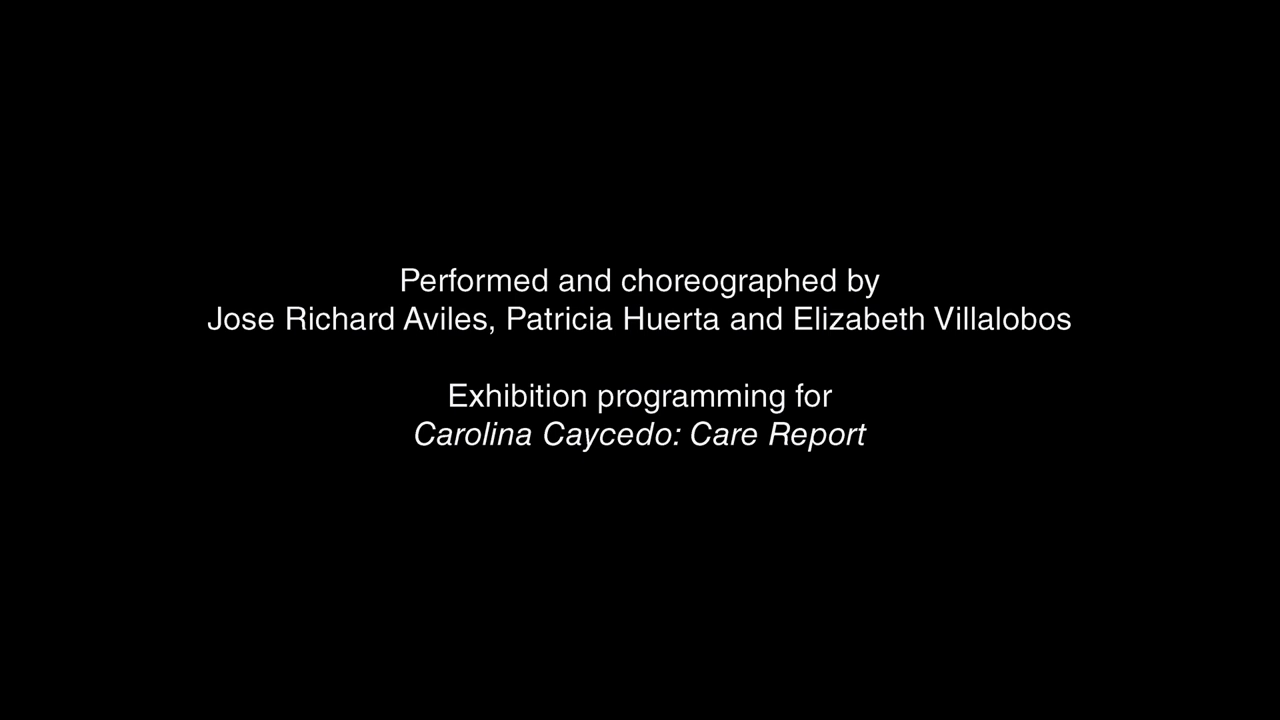 Performed and choreographed by
Jose Richard Aviles, Patricia Huerta and Elizabeth Villalobos
Exhibition programming for
Carolina Caycedo: Care Report